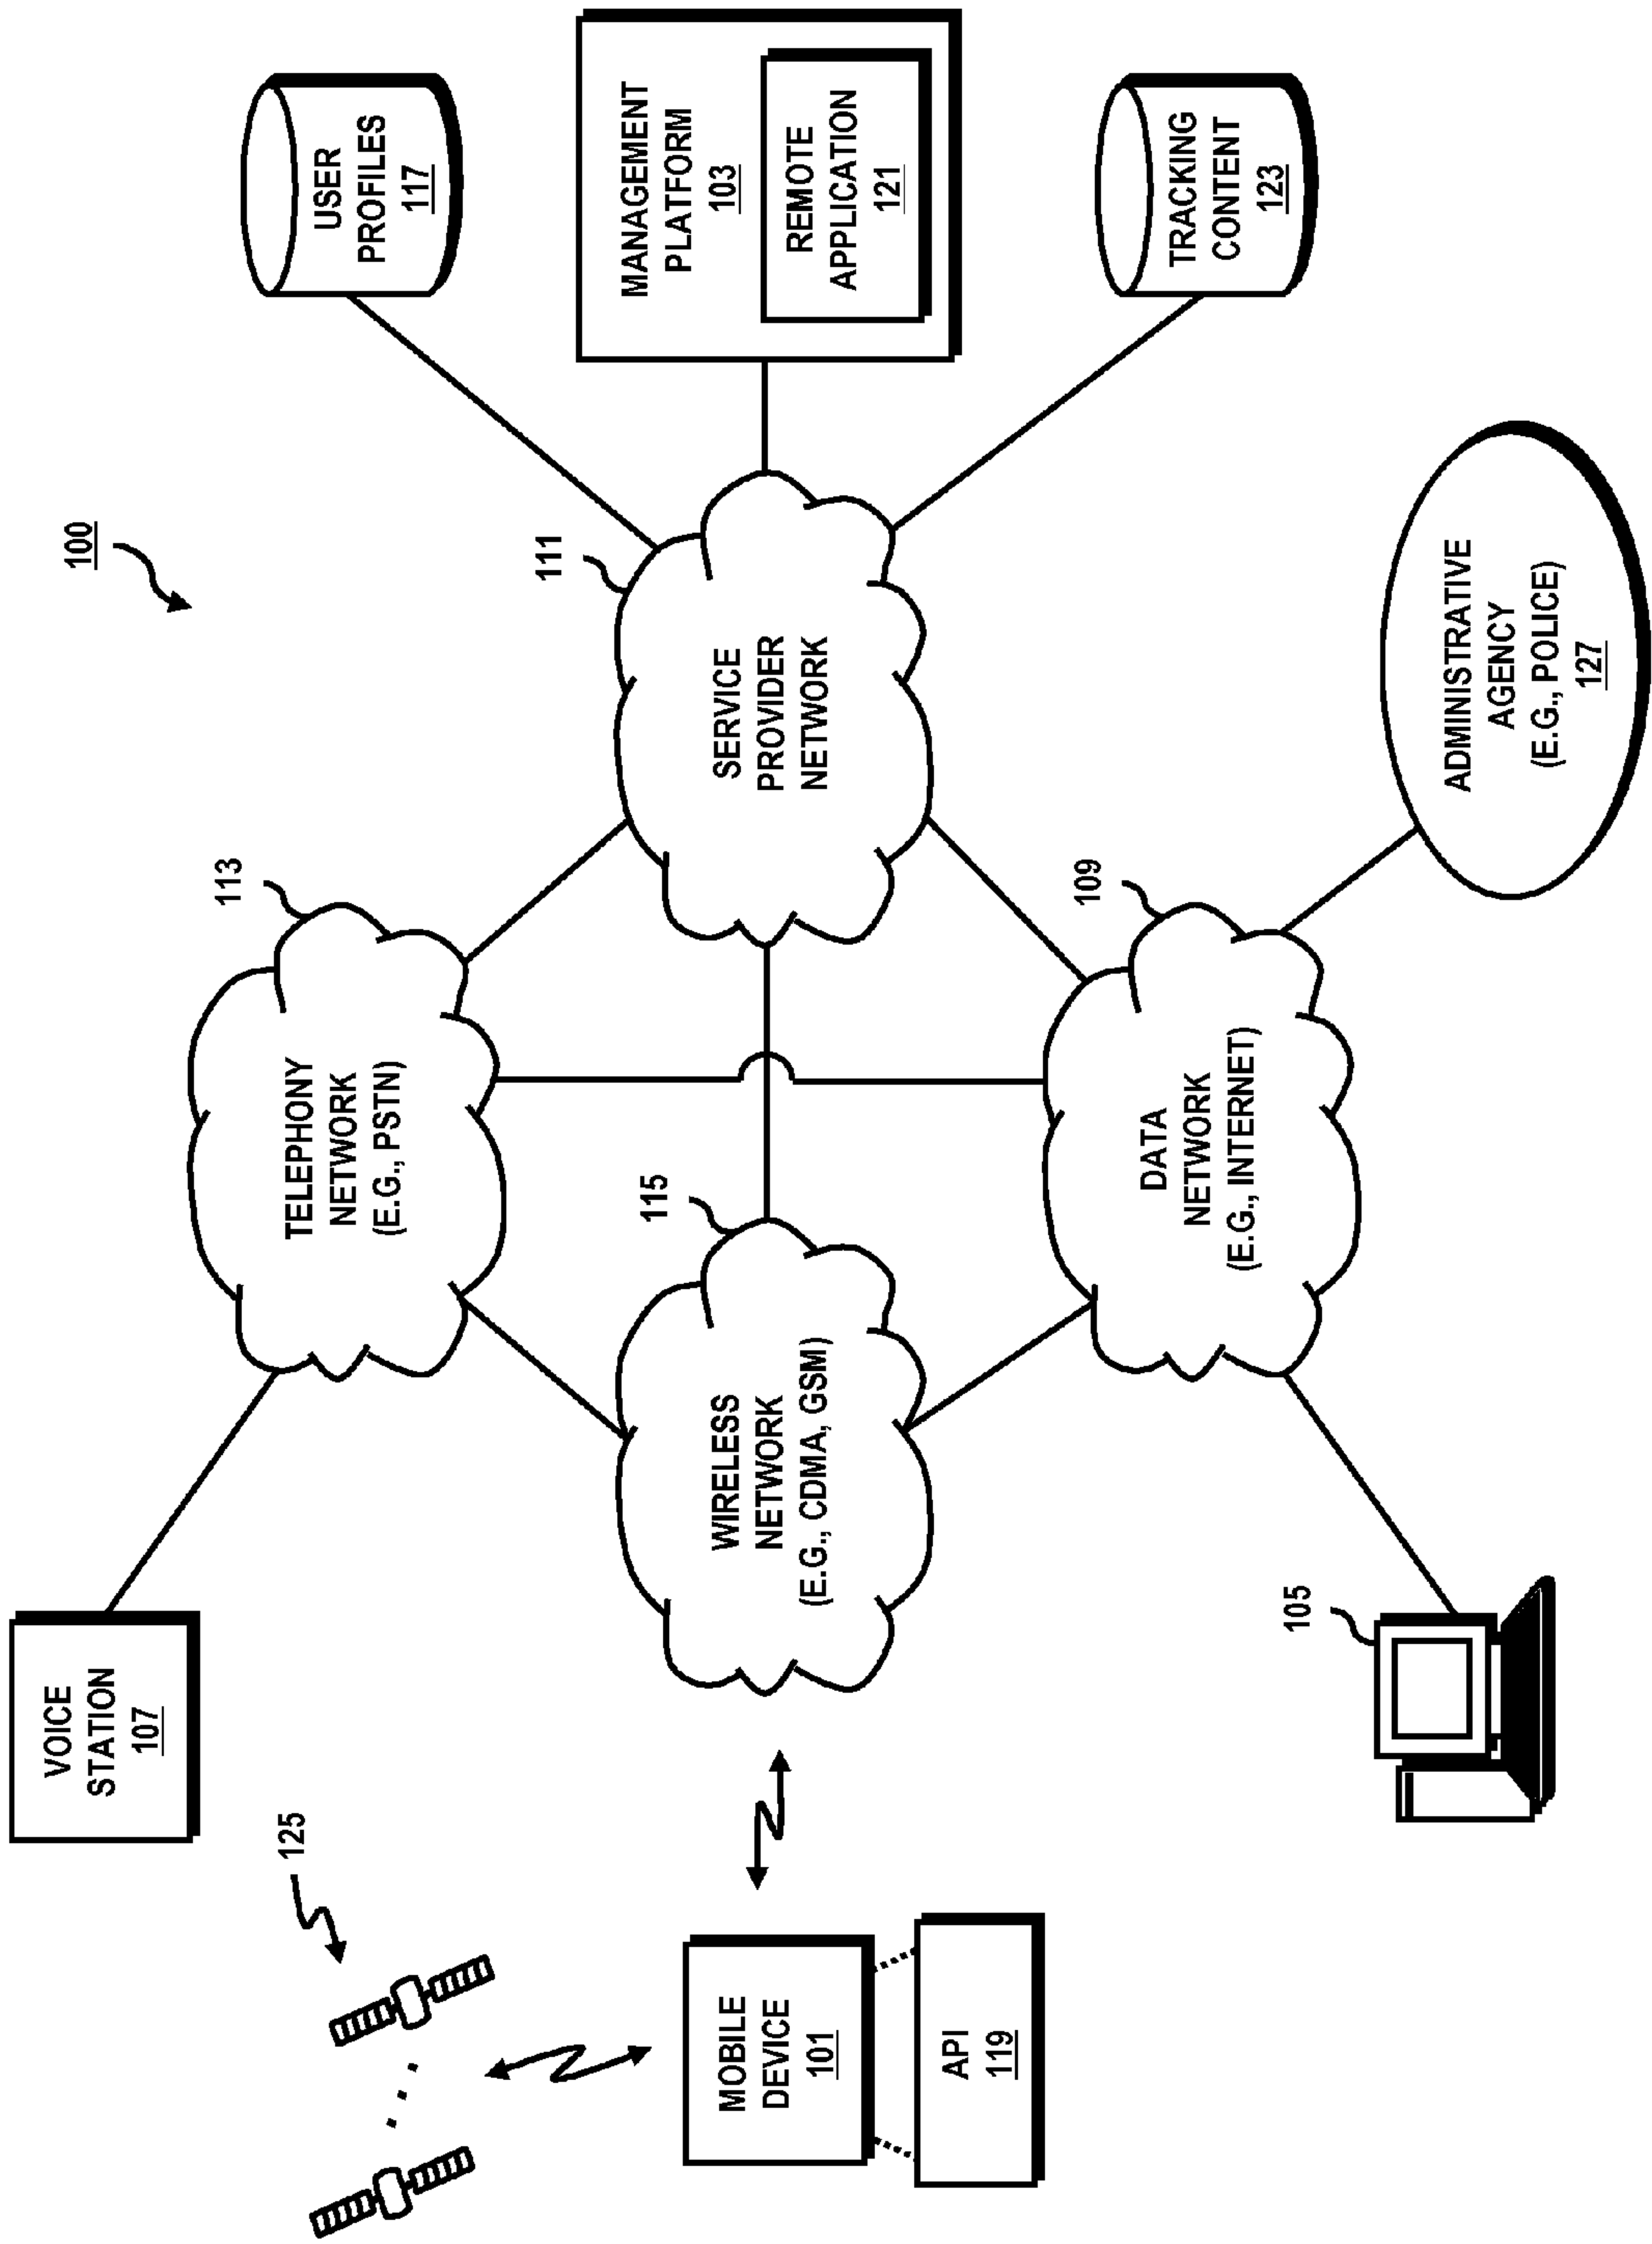 100
VOICE
STATION
107
125
113
TELEPHONY
NETWORK
(E.G., PSTN)
USER
PROFILES
117
111
SERVICE
PROVIDER
NETWORK
MANAGEMENT
PLATFORM
103
REMOTE
APPLICATION
121
115
WIRELESS
NETWORK
(E.G., CDMA, GSM)
MOBILE
DEVICE
101
API
119
109
DATA
NETWORK
(E.G., INTERNET)
TRACKING
CONTENT
123
105
ADMINISTRATIVE
AGENCY
(E.G., POLICE)
127